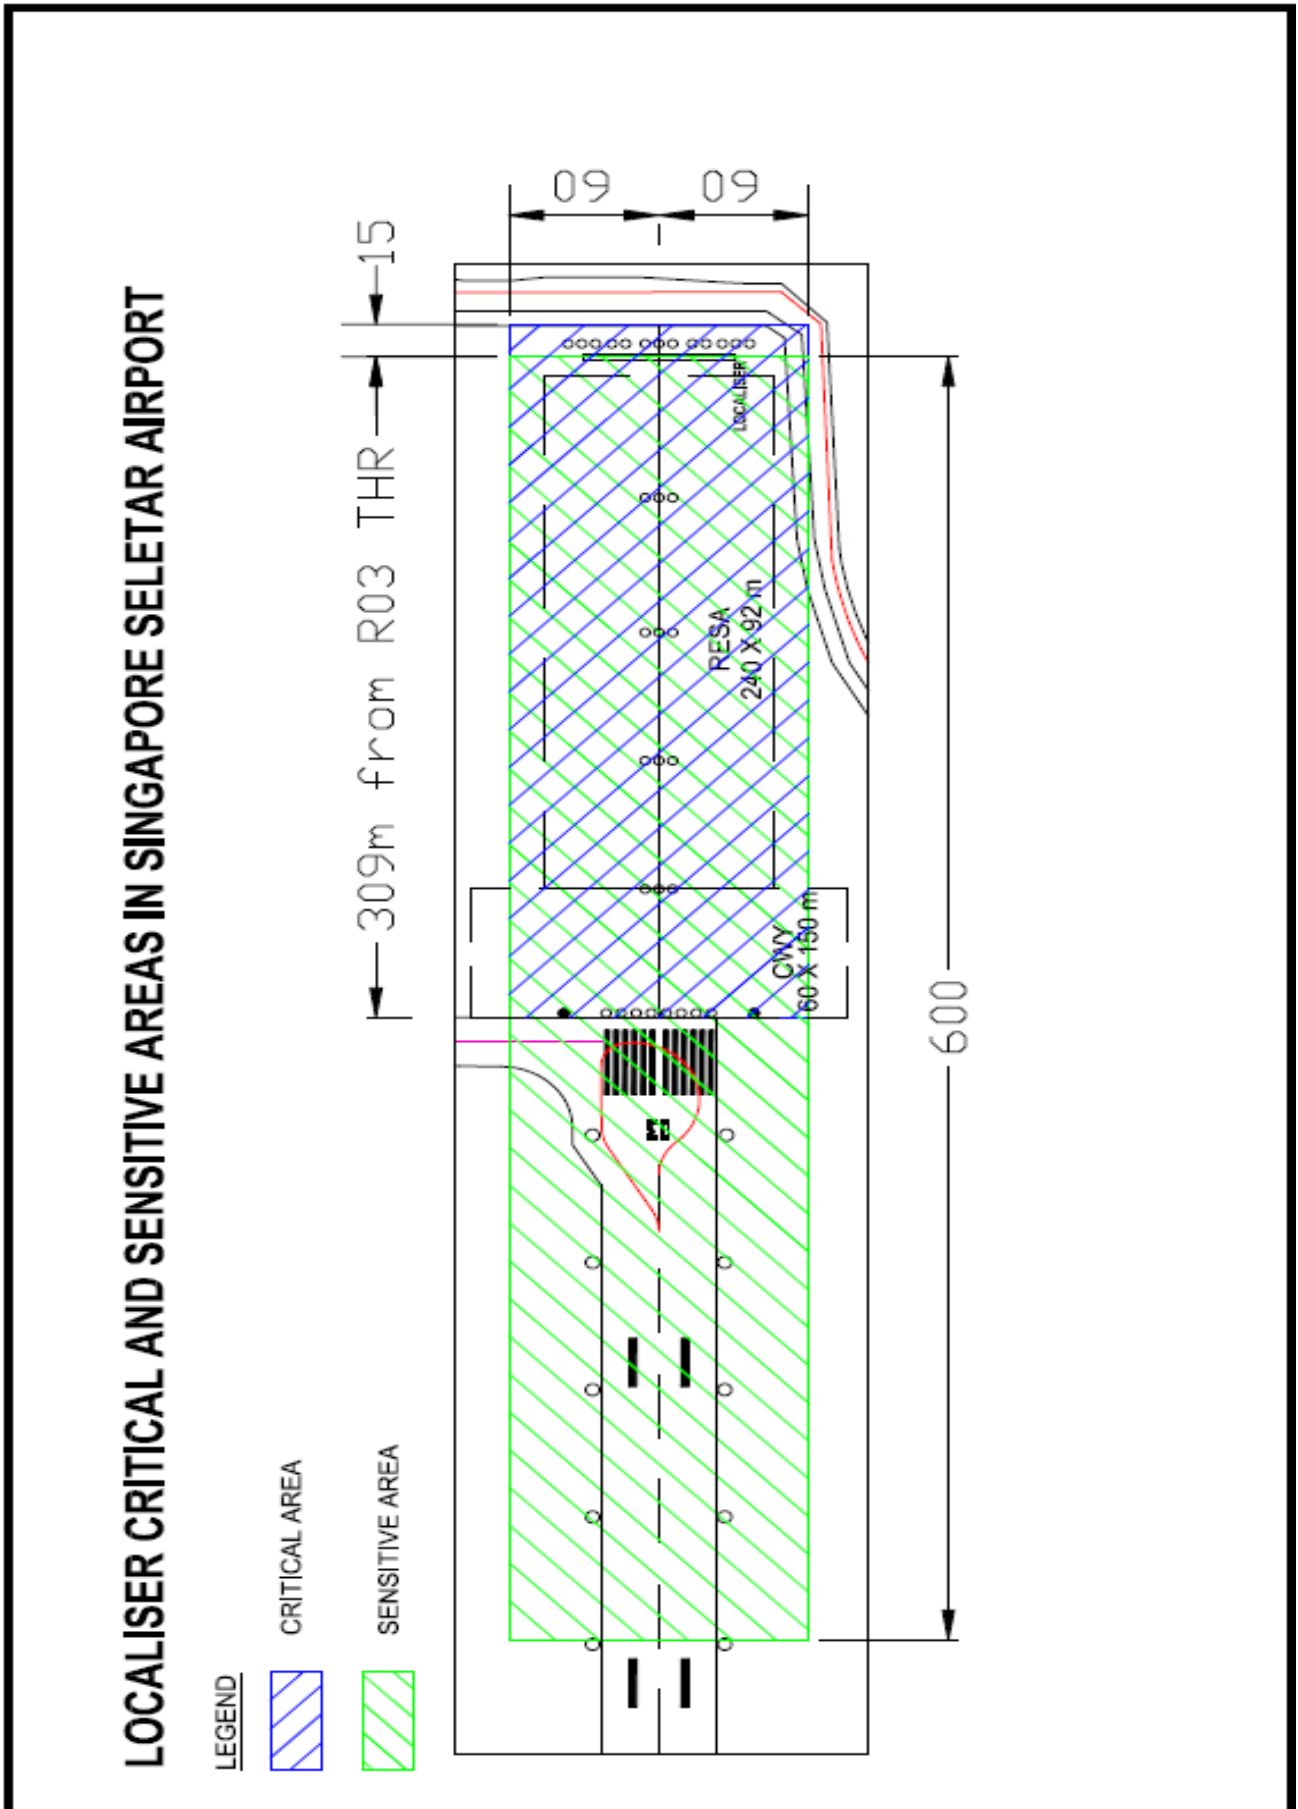 LOCALISER CRITICAL AND SENSITIVE AREAS IN SINGAPORE SELETAR AIRPORT
LEGEND
CRITICAL AREA
SENSITIVE AREA
309m from R03 THR
15
60
60
LOCALISER
RESA
240 X 92 m
CWY
60 X 150 m
600